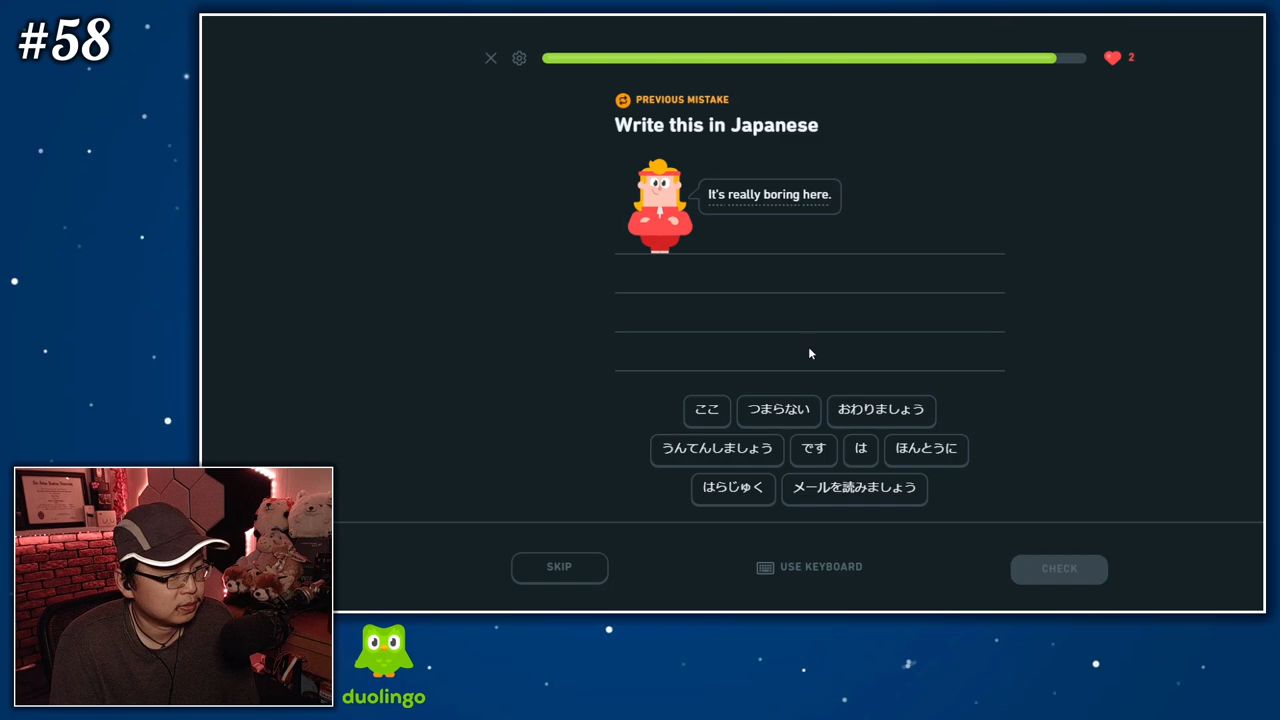 #58
2
PREVIOUS MISTAKE
Write this in Japanese
It's really boring here.
ここ つまらない おわりましょう
うんてんしましょう です は ほんとうに
はらじゅく メールを読みましょう
SKIP USE KEYBOARD CHECK
duolingo